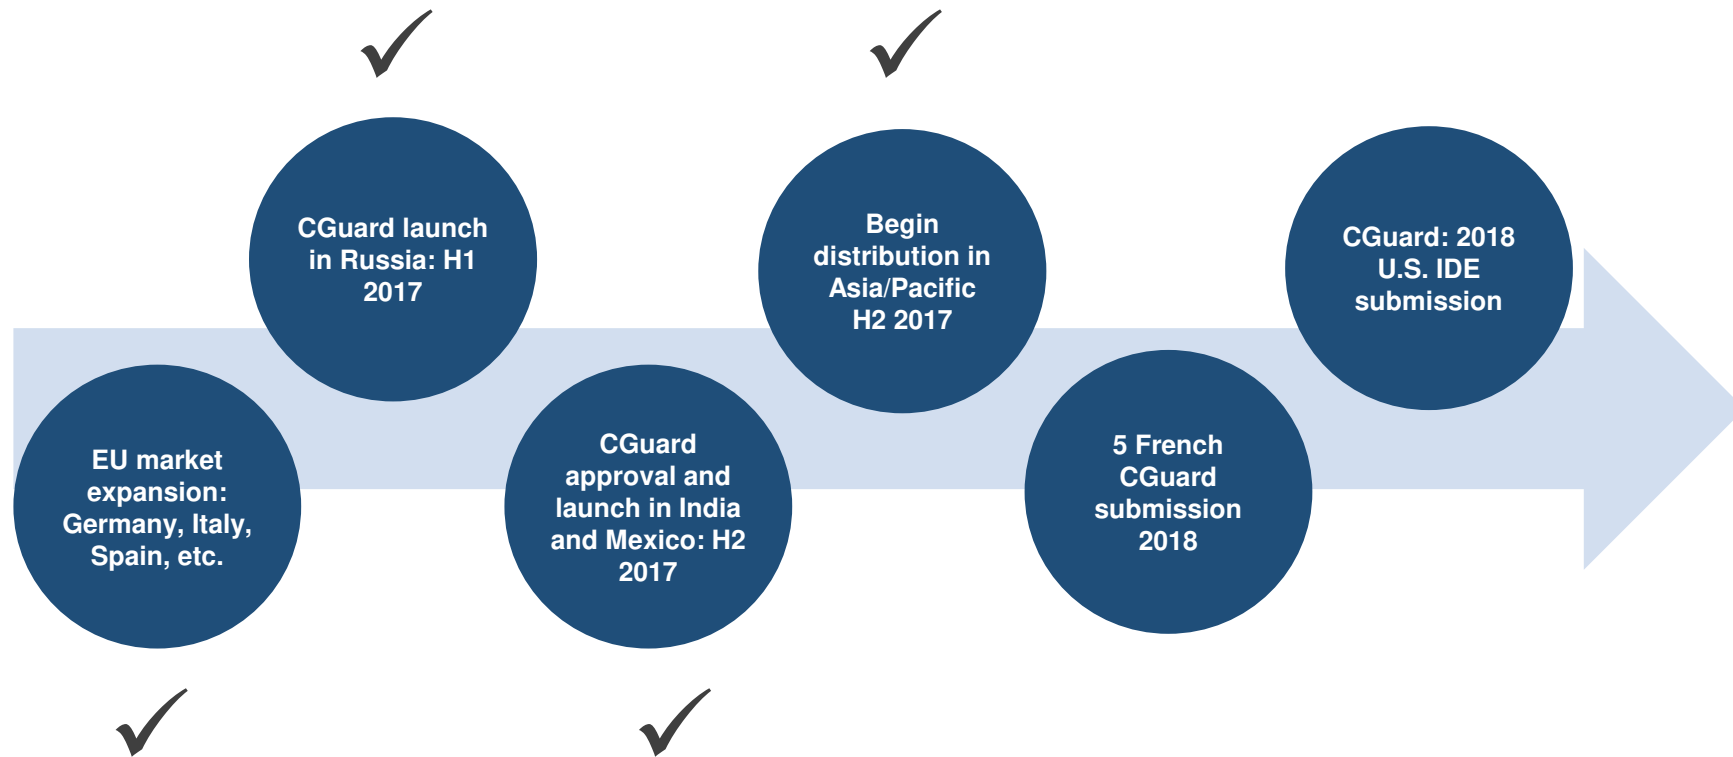 EU market
expansion:
Germany, Italy,
Spain, etc.
CGuard launch
in Russia: H1
2017
CGuard
approval and
launch in India
and Mexico: H2
2017
Begin
distribution in
Asia/Pacific
H2 2017
5 French
CGuard
submission
2018
CGuard: 2018
U.S. IDE
submission